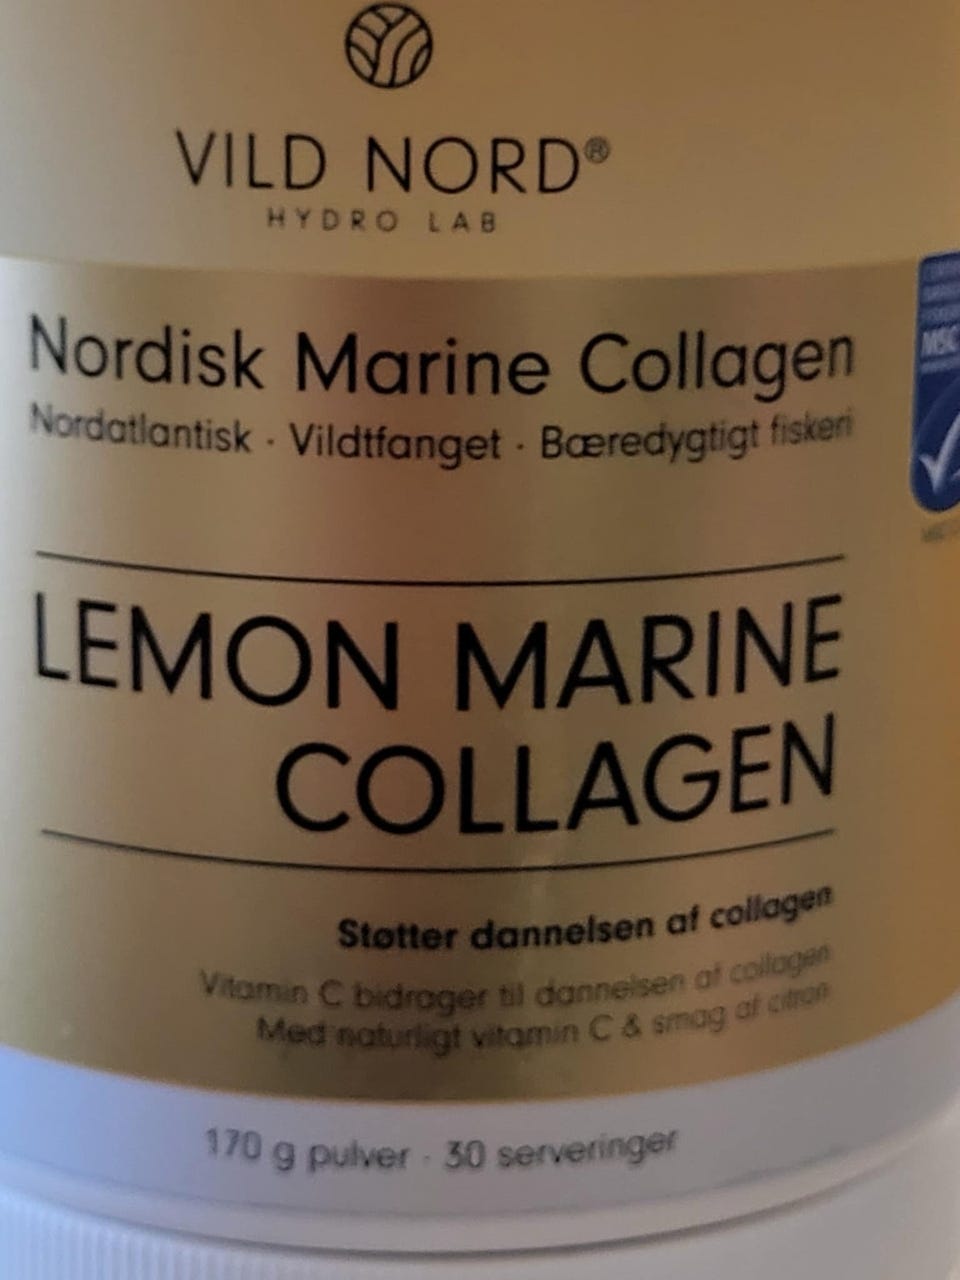 VILD NORD®
HYDRO LAB
Nordisk Marine Collagen
Nordatlantisk · Vildtfanget · Bæredygtigt fiskeri
MSC
LEMON MARINE
COLLAGEN
Støtter dannelsen af collagen
Vitamin C bidrager til dannelsen af collagen
Med naturligt vitamin C & smag af citron
170 g pulver · 30 serveringer